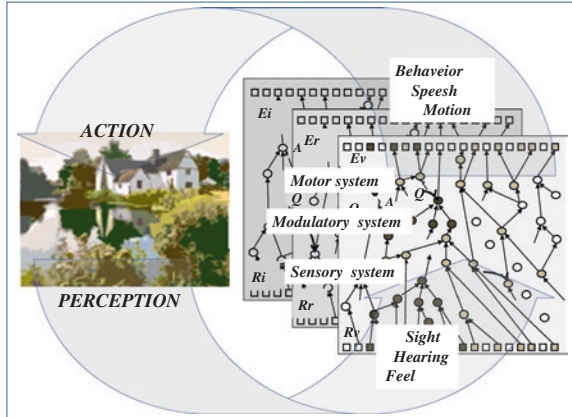 Behaveior
Speesh
Motion
Ei
Er
Ev
ACTION
A
Motor system
Q
Q
A
Modulatory system
Sensory system
Ri
Rr
Rv
PERCEPTION
Sight
Hearing
Feel